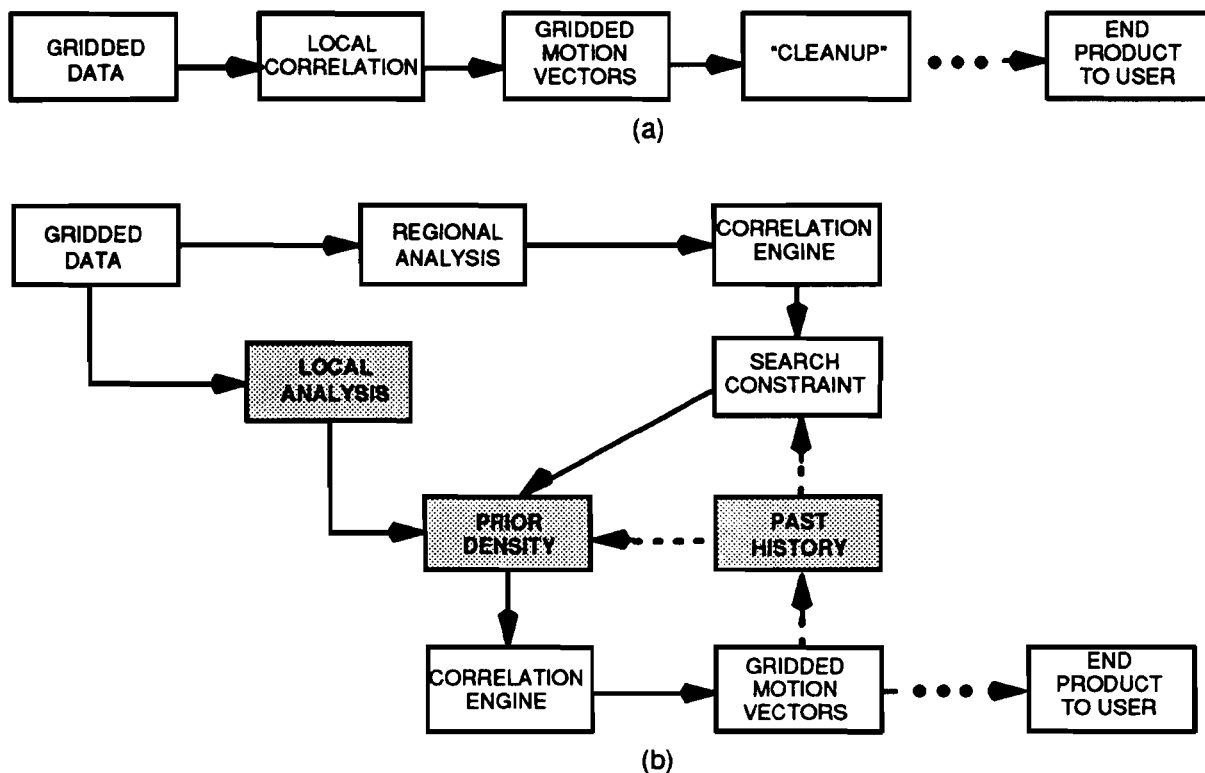 GRIDDED
DATA
LOCAL
CORRELATION
GRIDDED
MOTION
VECTORS
"CLEANUP"
END
PRODUCT
TO USER
(a)
GRIDDED
DATA
REGIONAL
ANALYSIS
CORRELATION
ENGINE
LOCAL
ANALYSIS
SEARCH
CONSTRAINT
PRIOR
DENSITY
PAST
HISTORY
CORRELATION
ENGINE
GRIDDED
MOTION
VECTORS
END
PRODUCT
TO USER
(b)